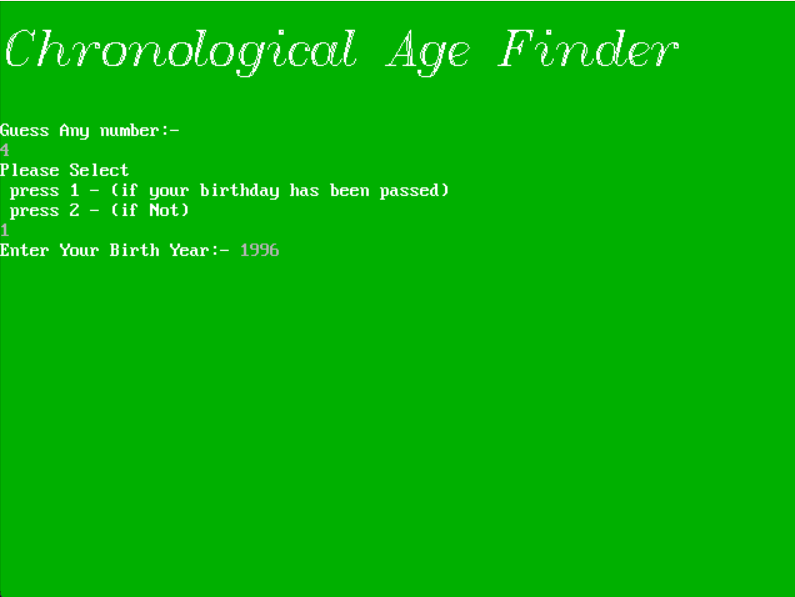 Chronological Age Finder
Guess Any number:-
4
Please Select
press 1 - (if your birthday has been passed)
press 2 - (if Not)
1
Enter Your Birth Year:- 1996